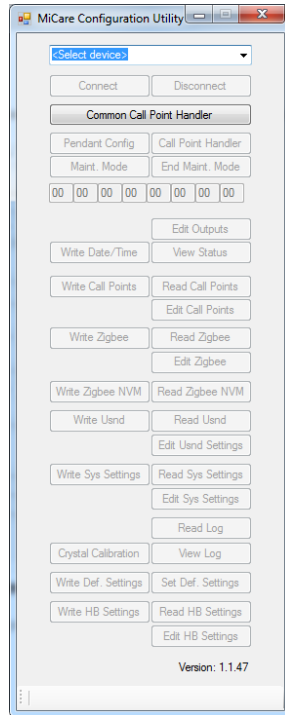 MiCare Configuration Utility
<Select device>
Connect Disconnect
Common Call Point Handler
Pendant Config Call Point Handler
Maint. Mode End Maint. Mode
00 00 00 00 00 00 00 00
Edit Outputs
Write Date/Time View Status
Write Call Points Read Call Points
Edit Call Points
Write Zigbee Read Zigbee
Edit Zigbee
Write Zigbee NVM Read Zigbee NVM
Write Usnd Read Usnd
Edit Usnd Settings
Write Sys Settings Read Sys Settings
Edit Sys Settings
Read Log
Crystal Calibration View Log
Write Def. Settings Set Def. Settings
Write HB Settings Read HB Settings
Edit HB Settings
Version: 1.1.47